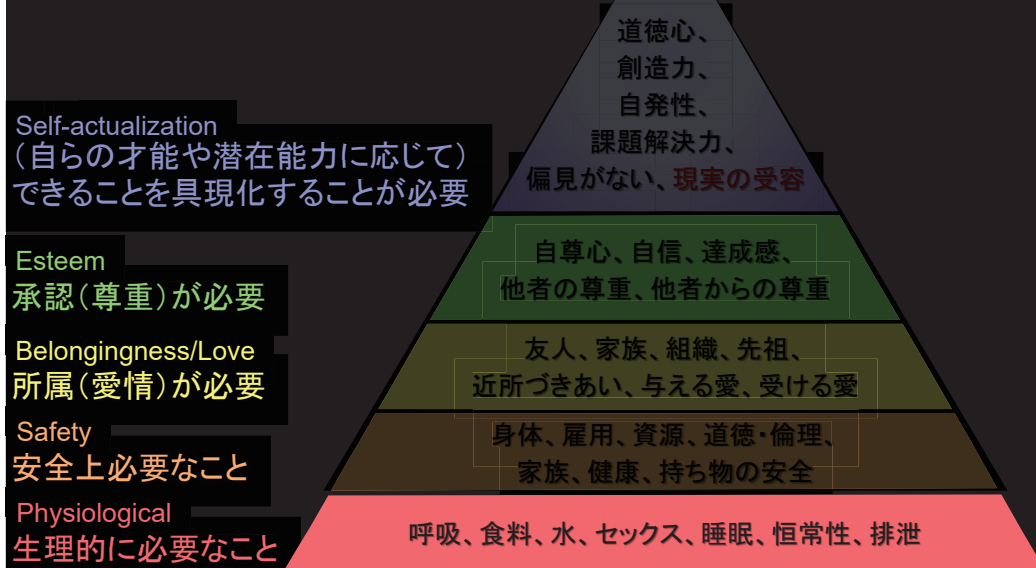 道徳心、
創造力、
自発性、
課題解決力、
偏見がない、現実の受容
Self-actualization
（自らの才能や潜在能力に応じて）
できることを具現化することが必要
自尊心、自信、達成感、
他者の尊重、他者からの尊重
Esteem
承認（尊重）が必要
友人、家族、組織、先祖、
近所づきあい、与える愛、受ける愛
Belongingness/Love
所属（愛情）が必要
身体、雇用、資源、道徳・倫理、
家族、健康、持ち物の安全
Safety
安全上必要なこと
呼吸、食料、水、セックス、睡眠、恒常性、排泄
Physiological
生理的に必要なこと